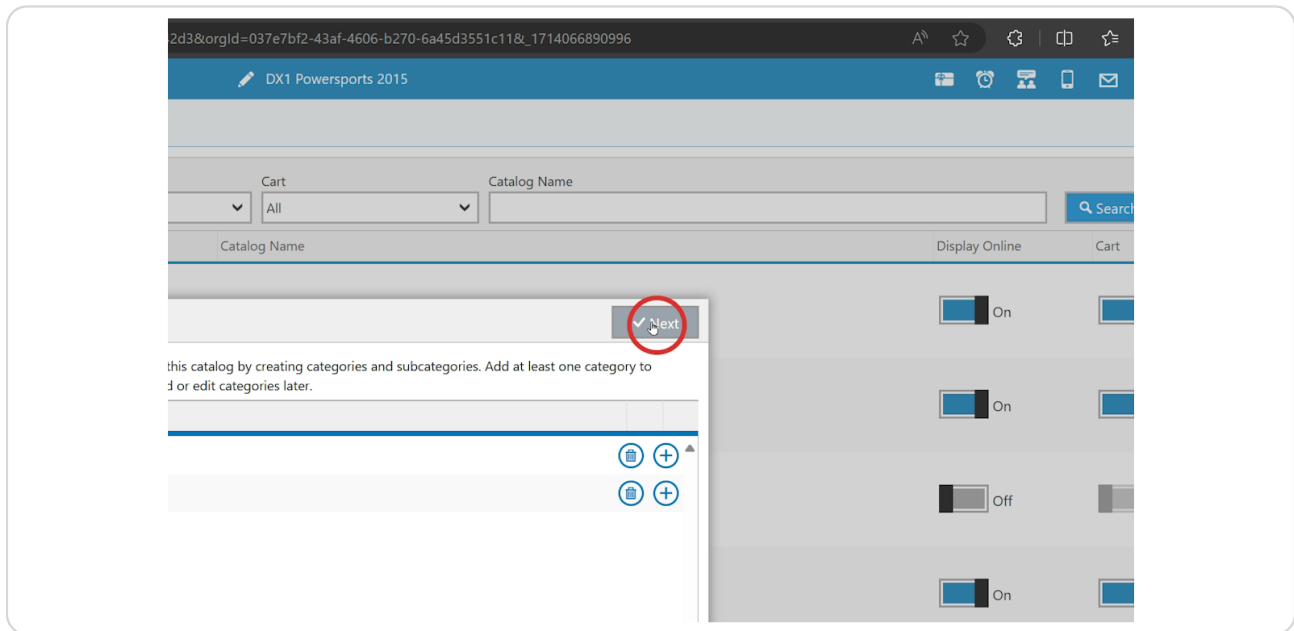 2d3&orgId=037e7bf2-43af-4606-b270-6a45d3551c11&_1714066890996
DX1 Powersports 2015
Cart
Catalog Name
All
Search
Catalog Name
Display Online
Cart
On
Next
this catalog by creating categories and subcategories. Add at least one category to
d or edit categories later.
On
Off
On